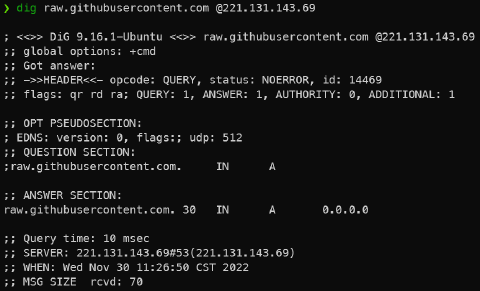 ❯ dig raw.githubusercontent.com @221.131.143.69
; <<>> DiG 9.16.1-Ubuntu <<>> raw.githubusercontent.com @221.131.143.69
;; global options: +cmd
;; Got answer:
;; ->>HEADER<<- opcode: QUERY, status: NOERROR, id: 14469
;; flags: qr rd ra; QUERY: 1, ANSWER: 1, AUTHORITY: 0, ADDITIONAL: 1
;; OPT PSEUDOSECTION:
; EDNS: version: 0, flags:; udp: 512
;; QUESTION SECTION:
;raw.githubusercontent.com. IN A
;; ANSWER SECTION:
raw.githubusercontent.com. 30 IN A 0.0.0.0
;; Query time: 10 msec
;; SERVER: 221.131.143.69#53(221.131.143.69)
;; WHEN: Wed Nov 30 11:26:50 CST 2022
;; MSG SIZE rcvd: 70